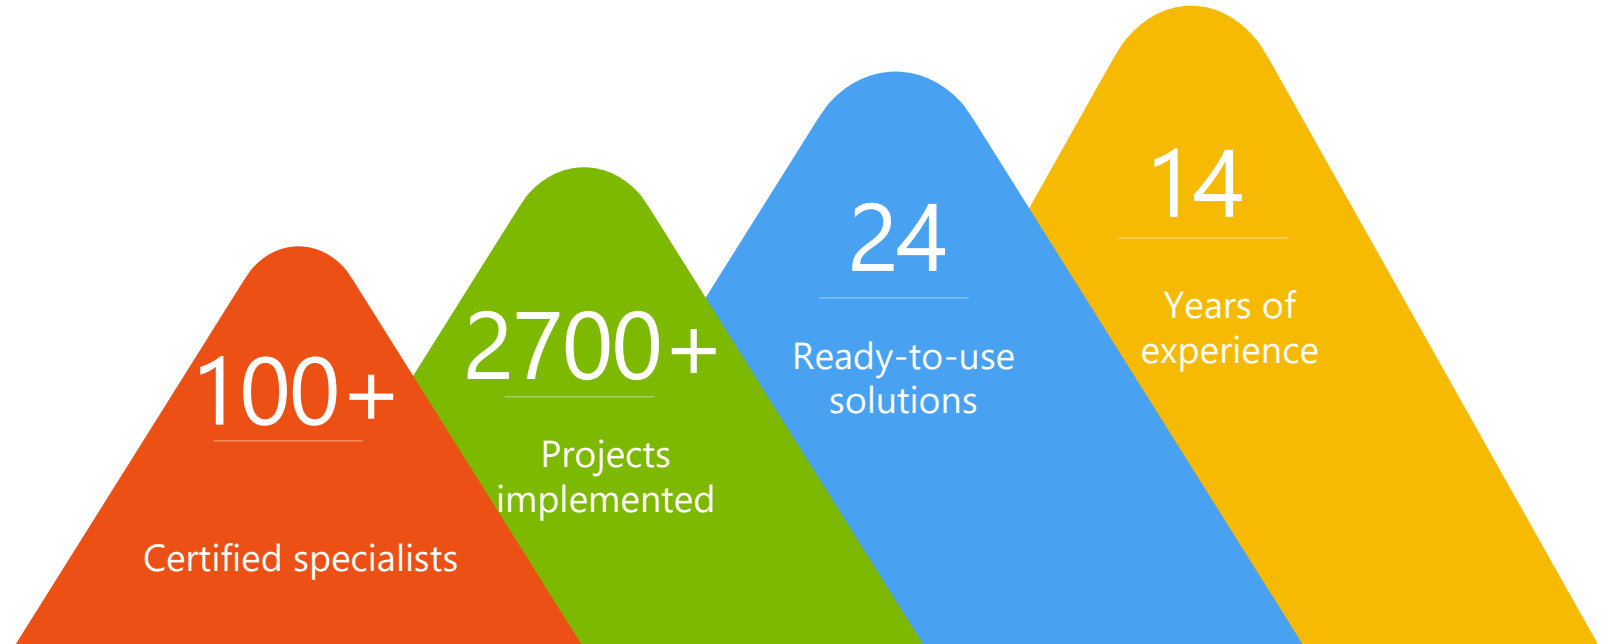 100+
Certified specialists
2700+
Projects
implemented
24
Ready-to-use
solutions
14
Years of
experience